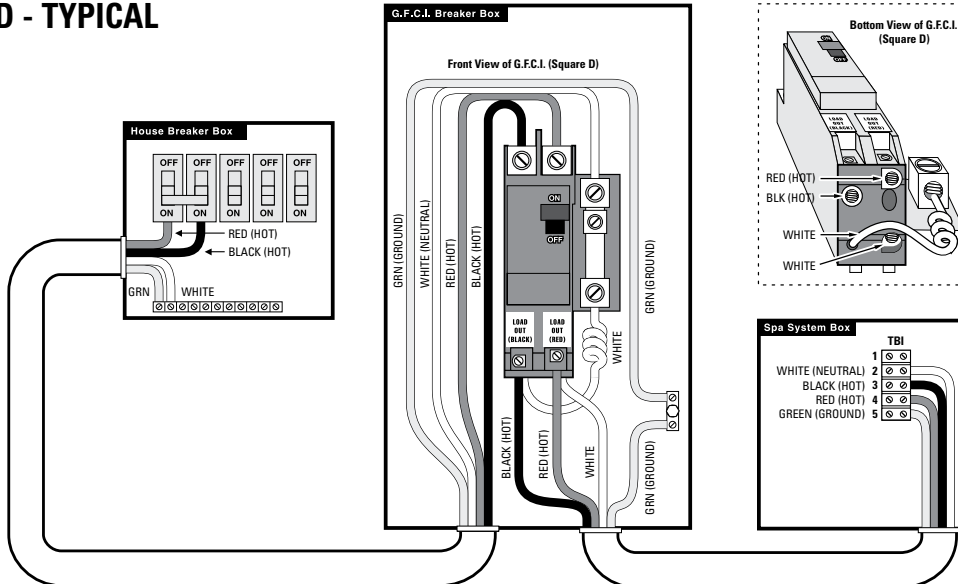 D - TYPICAL
House Breaker Box
OFF OFF OFF OFF OFF
ON ON ON ON ON
RED (HOT)
BLACK (HOT)
GRN WHITE
G.F.C.I. Breaker Box
Front View of G.F.C.I. (Square D)
GRN (GROUND)
WHITE (NEUTRAL)
RED (HOT)
BLACK (HOT)
ON
OFF
LOAD
OUT
(BLACK)
LOAD
OUT
(RED)
WHITE
GRN (GROUND)
BLACK (HOT)
RED (HOT)
WHITE
GRN (GROUND)
Bottom View of G.F.C.I.
(Square D)
LOAD
OUT
(BLACK)
LOAD
OUT
(RED)
RED (HOT)
BLK (HOT)
WHITE
WHITE
Spa System Box
TBI
1
WHITE (NEUTRAL) 2
BLACK (HOT) 3
RED (HOT) 4
GREEN (GROUND) 5